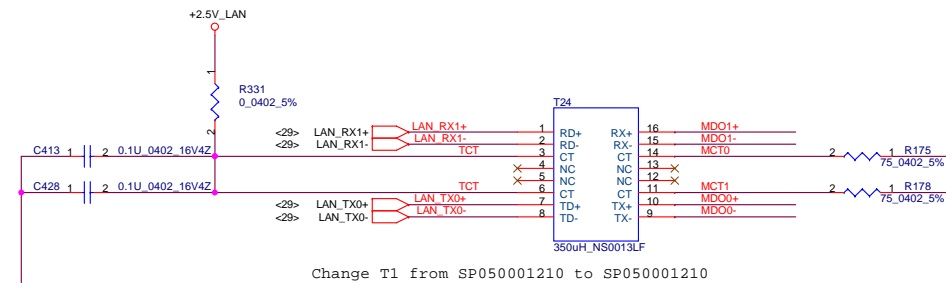 +2.5V_LAN
1
R331
0_0402_5%
2
T24
<29> LAN_RX1+ LAN_RX1+ 1 RD+ RX+ 16 MDO1+
<29> LAN_RX1- LAN_RX1- 2 RD- RX- 15 MDO1-
C413 1 2 0.1U_0402_16V4Z TCT 3 CT CT 14 MCT0 2 1 R175
75_0402_5%
4 NC NC 13
5 NC NC 12
C428 1 2 0.1U_0402_16V4Z TCT 6 CT CT 11 MCT1 2 1 R178
75_0402_5%
<29> LAN_TX0+ LAN_TX0+ 7 TD+ TX+ 10 MDO0+
<29> LAN_TX0- LAN_TX0- 8 TD- TX- 9 MDO0-
350uH_NS0013LF
Change T1 from SP050001210 to SP050001210